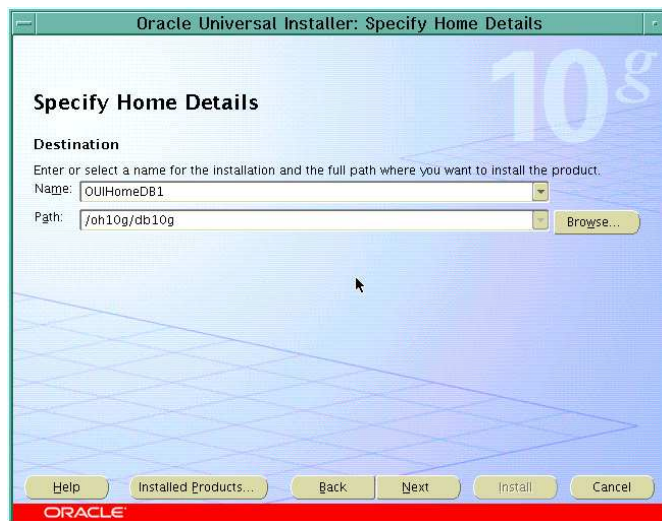 Oracle Universal Installer: Specify Home Details
10g
Specify Home Details
Destination
Enter or select a name for the installation and the full path where you want to install the product.
Name: OUIHomeDB1
Path: /oh10g/db10g Browse...
Help Installed Products... Back Next Install Cancel
ORACLE